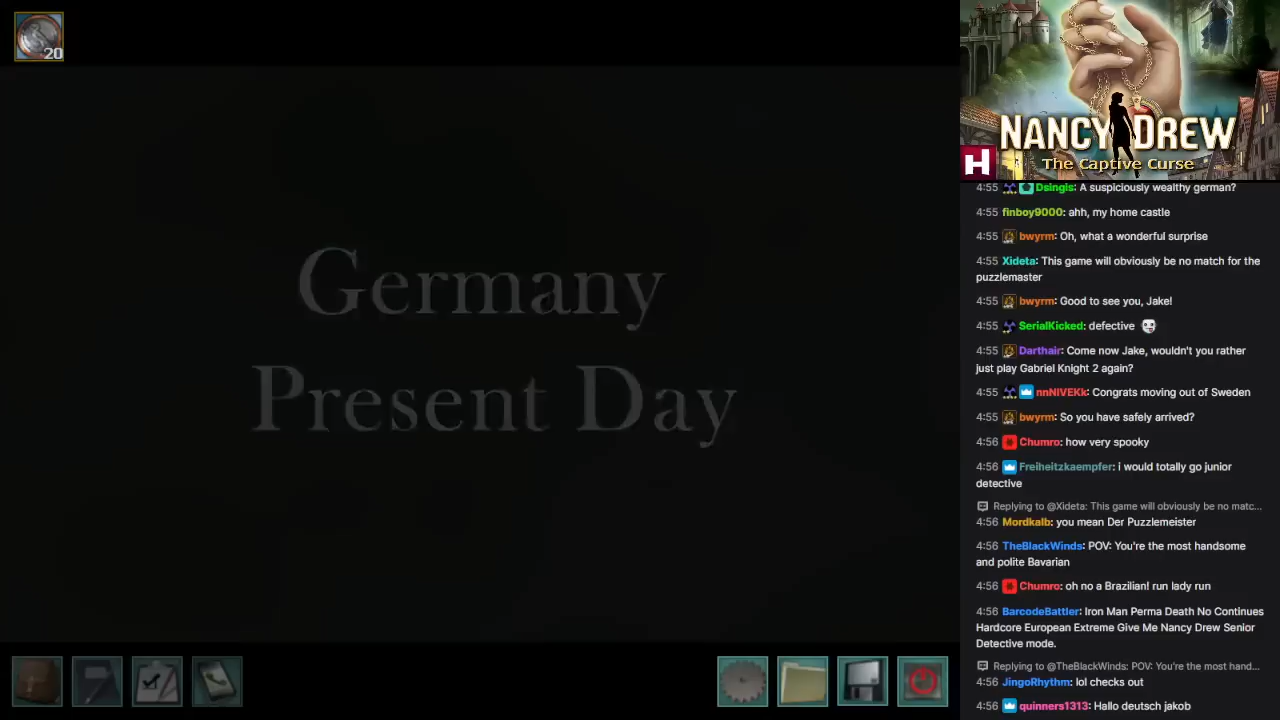 20
Germany
Present Day
NANCY DREW
The Captive Curse
H
4:55 Dsingis: A suspiciously wealthy german?
4:55 finboy9000: ahh, my home castle
4:55 bwyrm: Oh, what a wonderful surprise
4:55 Xideta: This game will obviously be no match for the
puzzlemaster
4:55 bwyrm: Good to see you, Jake!
4:55 SerialKicked: defective
4:55 Darthair: Come now Jake, wouldn't you rather
just play Gabriel Knight 2 again?
4:55 nnNIVEKk: Congrats moving out of Sweden
4:55 bwyrm: So you have safely arrived?
4:56 Chumro: how very spooky
4:56 Freiheitzkaempfer: i would totally go junior
detective
Replying to @Xideta: This game will obviously be no matc...
4:56 Mordkalb: you mean Der Puzzlemeister
4:56 TheBlackWinds: POV: You're the most handsome
and polite Bavarian
4:56 Chumro: oh no a Brazilian! run lady run
4:56 BarcodeBattler: Iron Man Perma Death No Continues
Hardcore European Extreme Give Me Nancy Drew Senior
Detective mode.
Replying to @TheBlackWinds: POV: You're the most hand...
4:56 JingoRhythm: lol checks out
4:56 quinners1313: Hallo deutsch jakob